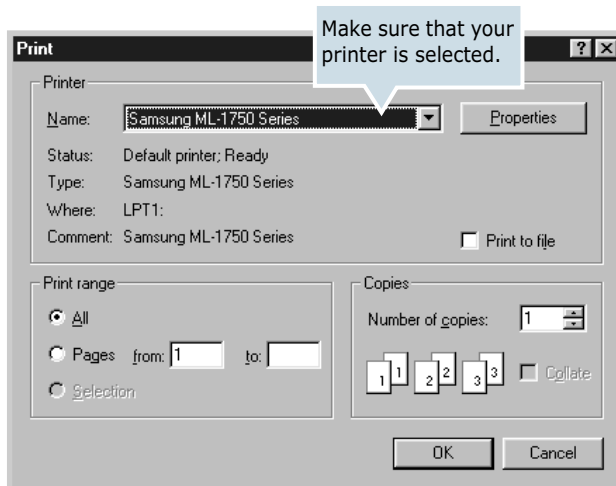 Make sure that your
printer is selected.
Print
Printer
Name: Samsung ML-1750 Series Properties
Status: Default printer; Ready
Type: Samsung ML-1750 Series
Where: LPT1:
Comment: Samsung ML-1750 Series Print to file
Print range
All
Pages from: 1 to:
Selection
Copies
Number of copies: 1
1 1 2 2 3 3 Collate
OK Cancel